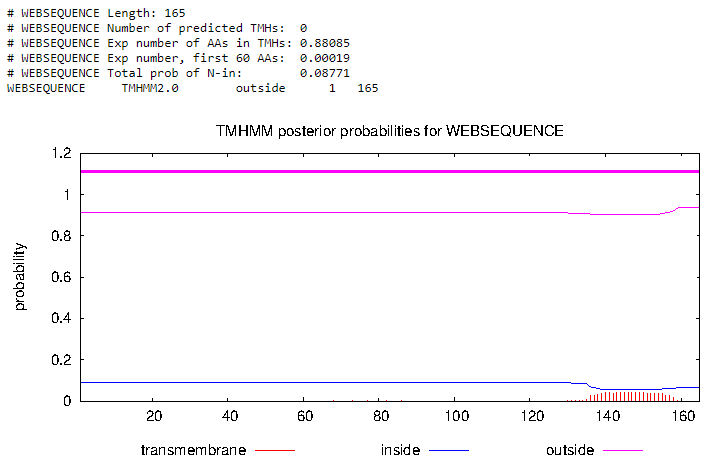 # WEBSEQUENCE Length: 165
# WEBSEQUENCE Number of predicted TMHs:  0
# WEBSEQUENCE Exp number of AAs in TMHs: 0.88085
# WEBSEQUENCE Exp number, first 60 AAs:  0.00019
# WEBSEQUENCE Total prob of N-in:        0.08771
WEBSEQUENCE     TMHMM2.0        outside      1   165
TMHMM posterior probabilities for WEBSEQUENCE
1.2
1
0.8
0.6
0.4
0.2
0
probability
20 40 60 80 100 120 140 160
transmembrane inside outside